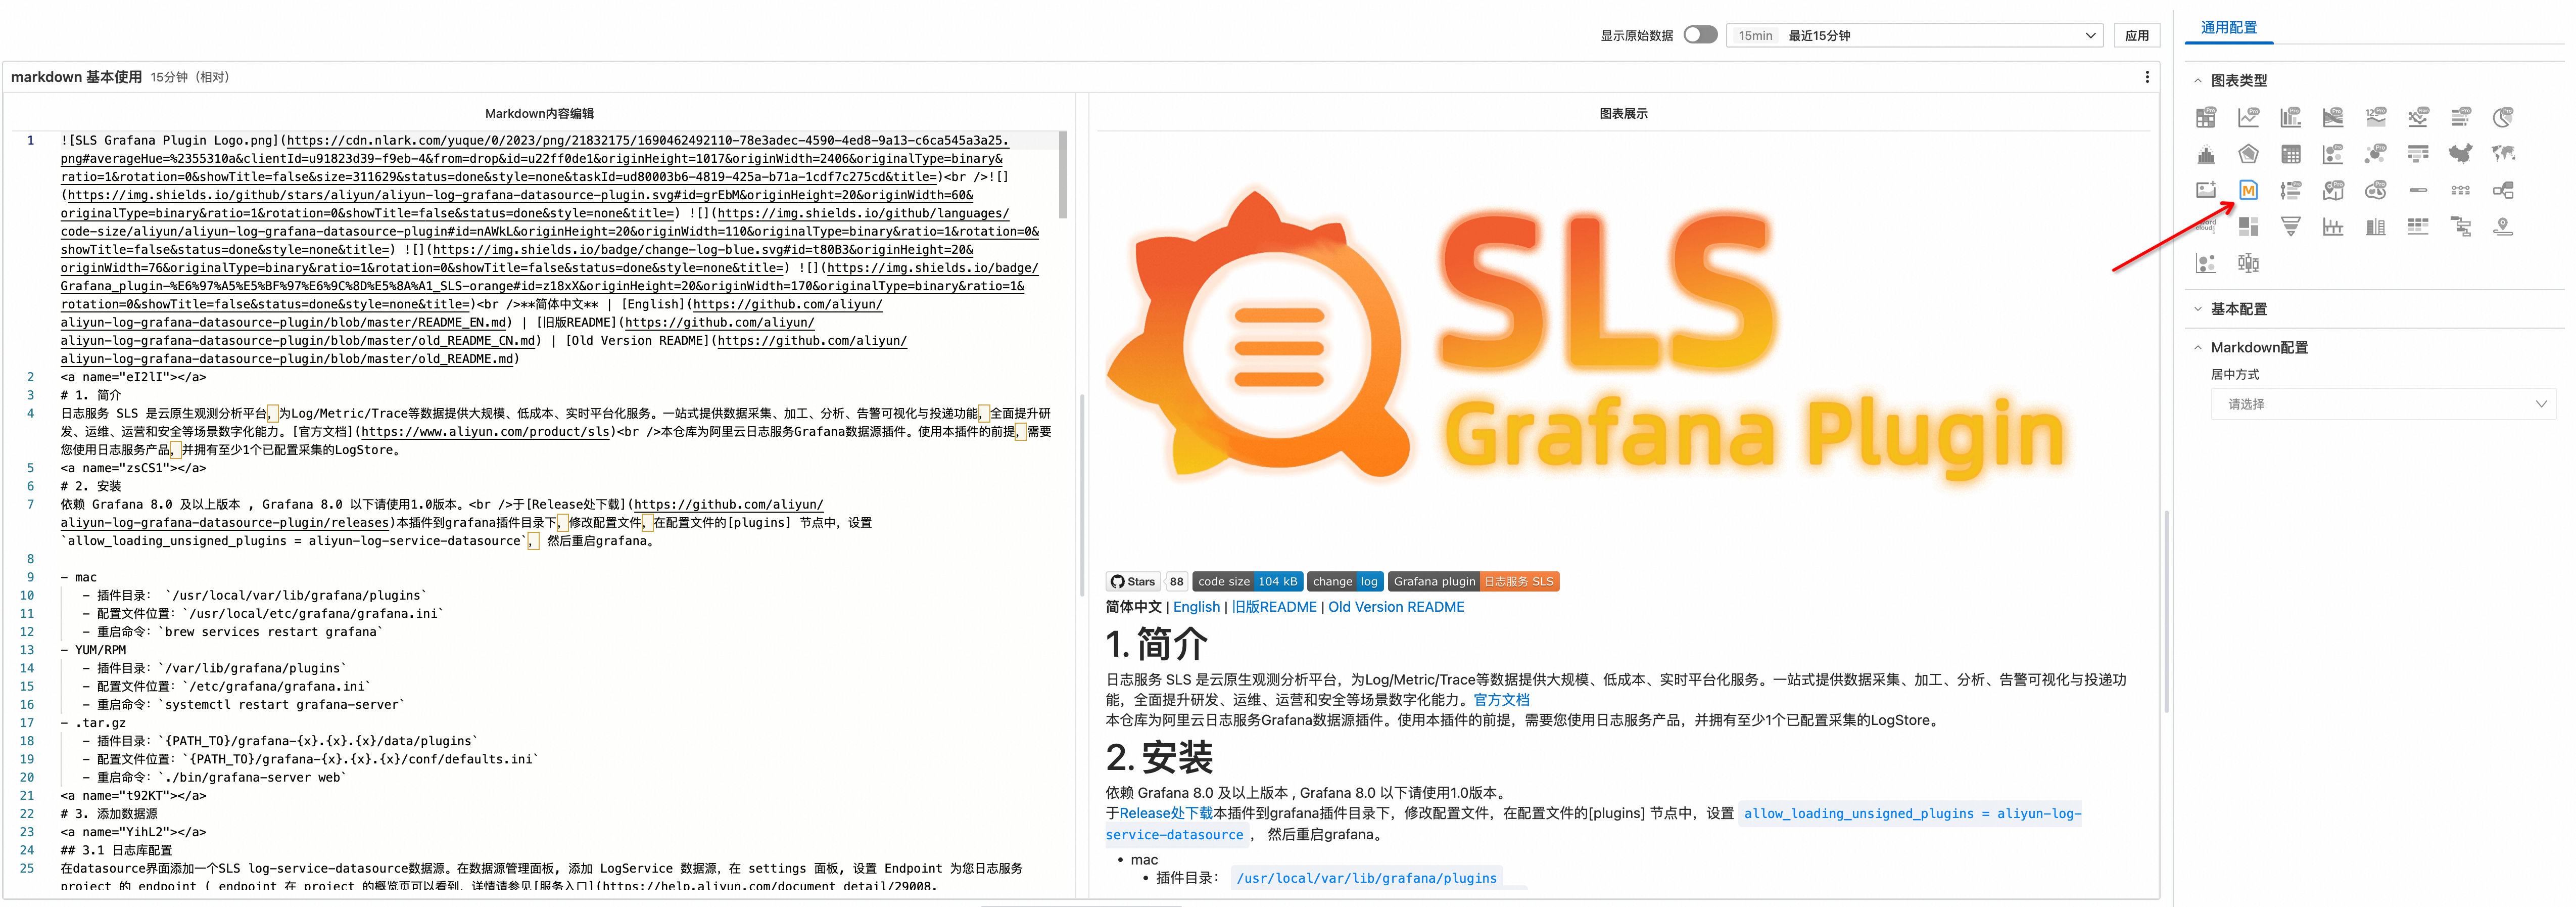 显示原始数据 15min 最近15分钟 应用
通用配置
markdown 基本使用 15分钟（相对）
Markdown内容编辑
1 ![SLS Grafana Plugin Logo.png](https://cdn.nlark.com/yuque/0/2023/png/21832175/1690462492110-78e3adec-4590-4ed8-9a13-c6ca545a3a25.
png#averageHue=%2355310a&clientId=u91823d39-f9eb-4&from=drop&id=u22ff0de1&originHeight=1017&originWidth=2406&originalType=binary&
ratio=1&rotation=0&showTitle=false&size=311629&status=done&style=none&taskId=ud80003b6-4819-425a-b71a-1cdf7c275cd&title=)<br />![]
(https://img.shields.io/github/stars/aliyun/aliyun-log-grafana-datasource-plugin.svg#id=grEbM&originHeight=20&originWidth=60&
originalType=binary&ratio=1&rotation=0&showTitle=false&status=done&style=none&title=) ![](https://img.shields.io/github/languages/
code-size/aliyun/aliyun-log-grafana-datasource-plugin#id=nAWkL&originHeight=20&originWidth=110&originalType=binary&ratio=1&rotation=0&
showTitle=false&status=done&style=none&title=) ![](https://img.shields.io/badge/change-log-blue.svg#id=t80B3&originHeight=20&
originWidth=76&originalType=binary&ratio=1&rotation=0&showTitle=false&status=done&style=none&title=) ![](https://img.shields.io/badge/
Grafana_plugin-%E6%97%A5%E5%BF%97%E6%9C%8D%E5%8A%A1_SLS-orange#id=z18xX&originHeight=20&originWidth=170&originalType=binary&ratio=1&
rotation=0&showTitle=false&status=done&style=none&title=)<br />**简体中文** | [English](https://github.com/aliyun/
aliyun-log-grafana-datasource-plugin/blob/master/README_EN.md) | [旧版README](https://github.com/aliyun/
aliyun-log-grafana-datasource-plugin/blob/master/old_README_CN.md) | [Old Version README](https://github.com/aliyun/
aliyun-log-grafana-datasource-plugin/blob/master/old_README.md)
2 <a name="eI2lI"></a>
3 # 1. 简介
4 日志服务 SLS 是云原生观测分析平台，为Log/Metric/Trace等数据提供大规模、低成本、实时平台化服务。一站式提供数据采集、加工、分析、告警可视化与投递功能，全面提升研
发、运维、运营和安全等场景数字化能力。[官方文档](https://www.aliyun.com/product/sls)<br />本仓库为阿里云日志服务Grafana数据源插件。使用本插件的前提，需要
您使用日志服务产品，并拥有至少1个已配置采集的LogStore。
5 <a name="zsCS1"></a>
6 # 2. 安装
7 依赖 Grafana 8.0 及以上版本 , Grafana 8.0 以下请使用1.0版本。<br />于[Release处下载](https://github.com/aliyun/
aliyun-log-grafana-datasource-plugin/releases)本插件到grafana插件目录下，修改配置文件，在配置文件的[plugins] 节点中，设置
`allow_loading_unsigned_plugins = aliyun-log-service-datasource`， 然后重启grafana。
8
9 - mac
10 - 插件目录： `/usr/local/var/lib/grafana/plugins`
11 - 配置文件位置：`/usr/local/etc/grafana/grafana.ini`
12 - 重启命令：`brew services restart grafana`
13 - YUM/RPM
14 - 插件目录：`/var/lib/grafana/plugins`
15 - 配置文件位置：`/etc/grafana/grafana.ini`
16 - 重启命令：`systemctl restart grafana-server`
17 - .tar.gz
18 - 插件目录：`{PATH_TO}/grafana-{x}.{x}.{x}/data/plugins`
19 - 配置文件位置：`{PATH_TO}/grafana-{x}.{x}.{x}/conf/defaults.ini`
20 - 重启命令：`./bin/grafana-server web`
21 <a name="t92KT"></a>
22 # 3. 添加数据源
23 <a name="YihL2"></a>
24 ## 3.1 日志库配置
25 在datasource界面添加一个SLS log-service-datasource数据源。在数据源管理面板, 添加 LogService 数据源，在 settings 面板, 设置 Endpoint 为您日志服务
project 的 endpoint ( endpoint 在 project 的概览页可以看到，详情请参见[服务入口](https://help.aliyun.com/document_detail/29008.
图表展示
SLS
Grafana Plugin
Stars 88 code size 104 kB change log Grafana plugin 日志服务 SLS
简体中文 | English | 旧版README | Old Version README
1. 简介
日志服务 SLS 是云原生观测分析平台，为Log/Metric/Trace等数据提供大规模、低成本、实时平台化服务。一站式提供数据采集、加工、分析、告警可视化与投递功
能，全面提升研发、运维、运营和安全等场景数字化能力。官方文档
本仓库为阿里云日志服务Grafana数据源插件。使用本插件的前提，需要您使用日志服务产品，并拥有至少1个已配置采集的LogStore。
2. 安装
依赖 Grafana 8.0 及以上版本 , Grafana 8.0 以下请使用1.0版本。
于Release处下载本插件到grafana插件目录下，修改配置文件，在配置文件的[plugins] 节点中，设置 allow_loading_unsigned_plugins = aliyun-log-
service-datasource ， 然后重启grafana。
• mac
• 插件目录： /usr/local/var/lib/grafana/plugins
图表类型
基本配置
Markdown配置
居中方式
请选择